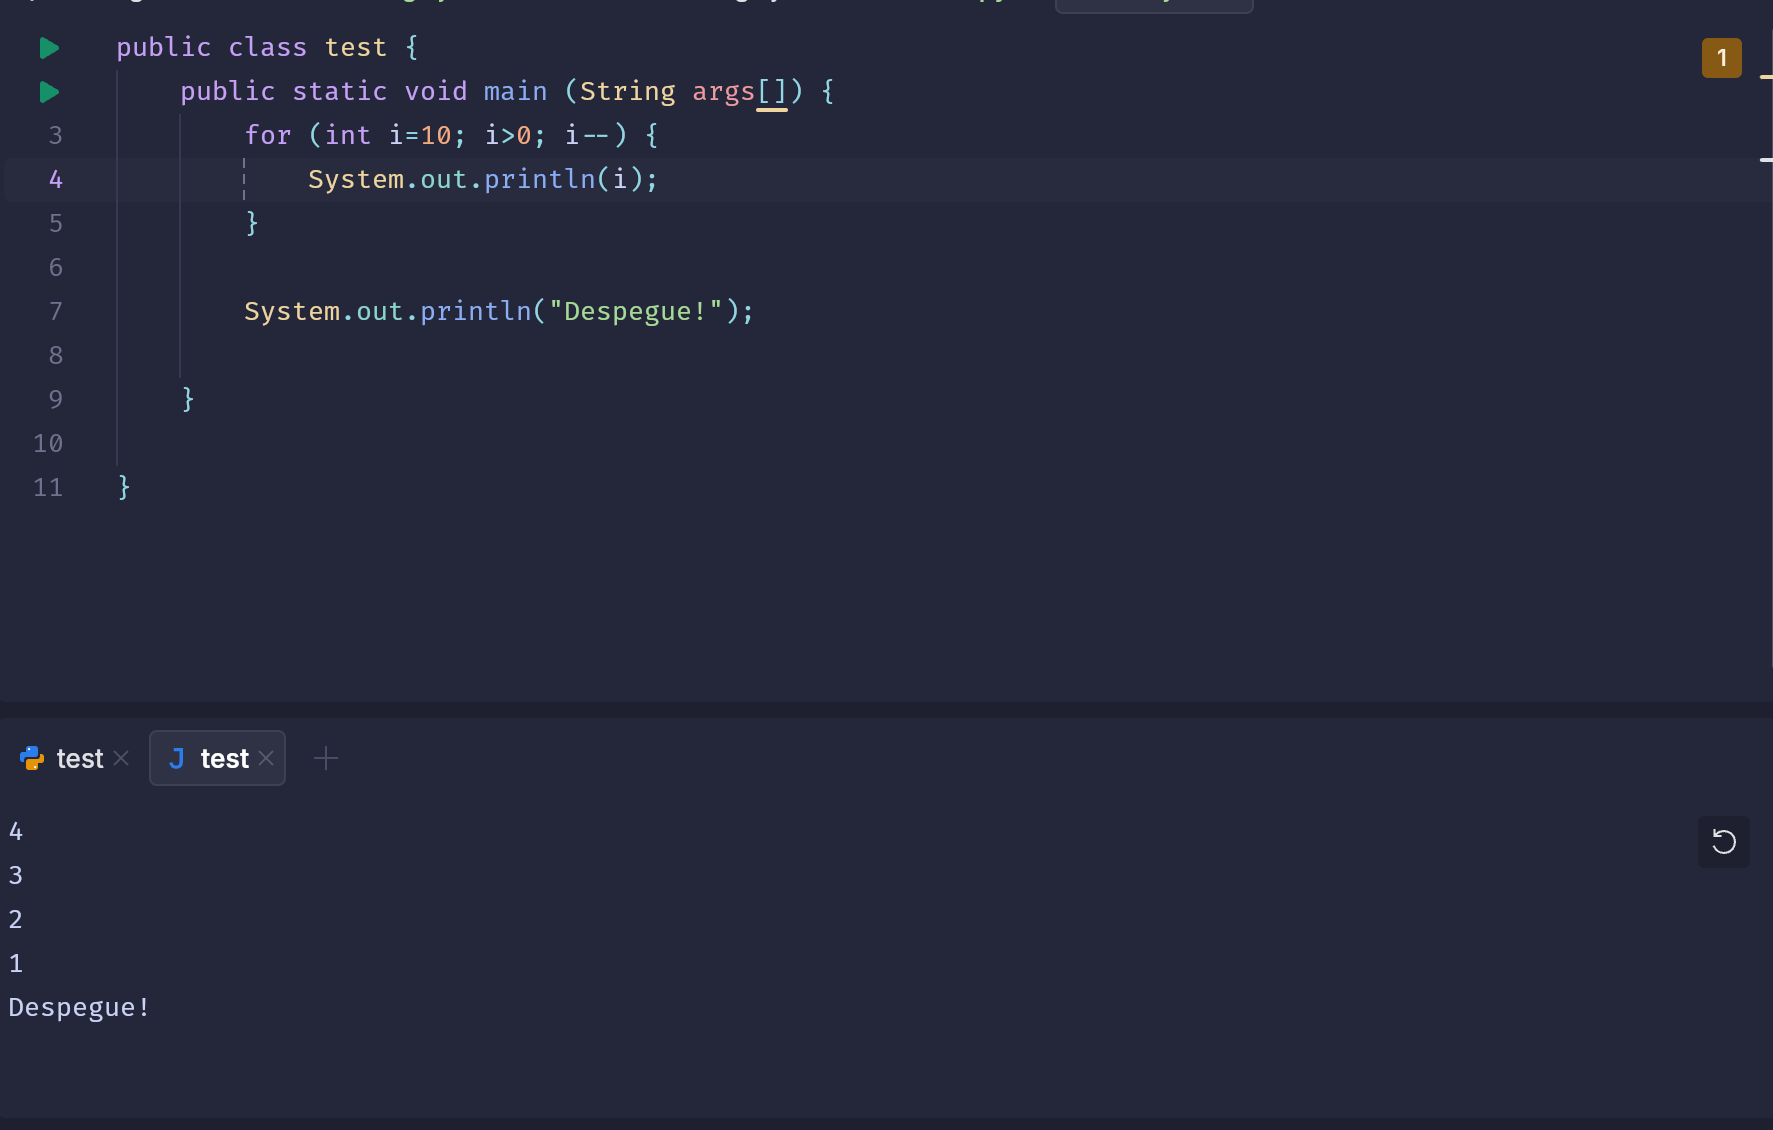 public class test {
1
public static void main (String args[]) {
3 for (int i=10; i>0; i--) {
4 System.out.println(i);
5 }
6
7 System.out.println("Despegue!");
8
9 }
10
11 }
test test
4
3
2
1
Despegue!